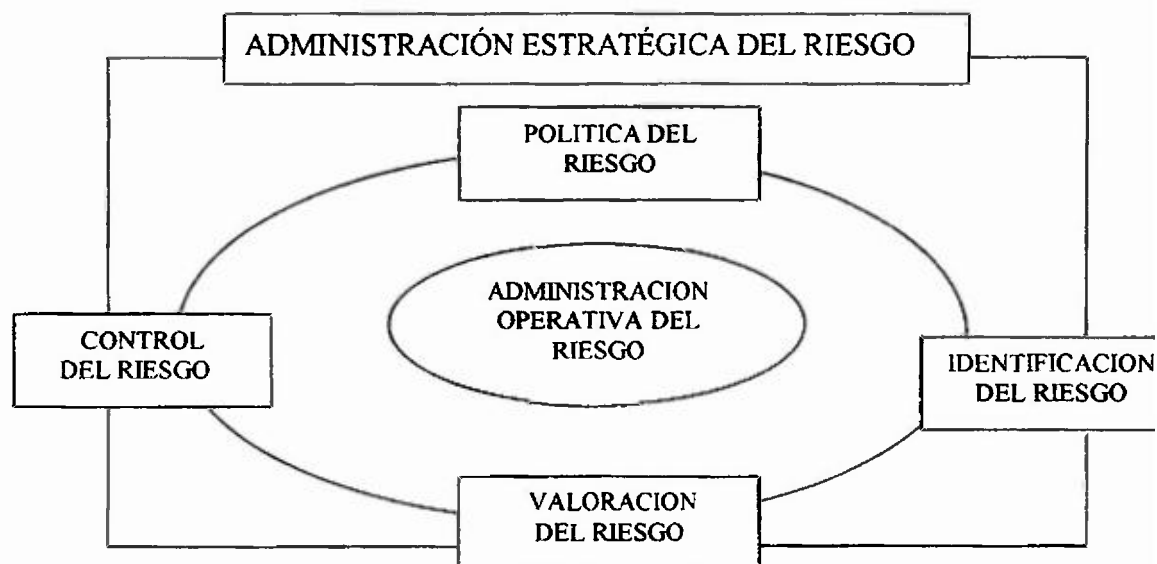 ADMINISTRACIÓN ESTRATÉGICA DEL RIESGO
POLITICA DEL
RIESGO
ADMINISTRACION
OPERATIVA DEL
RIESGO
CONTROL
DEL RIESGO
IDENTIFICACION
DEL RIESGO
VALORACION
DEL RIESGO